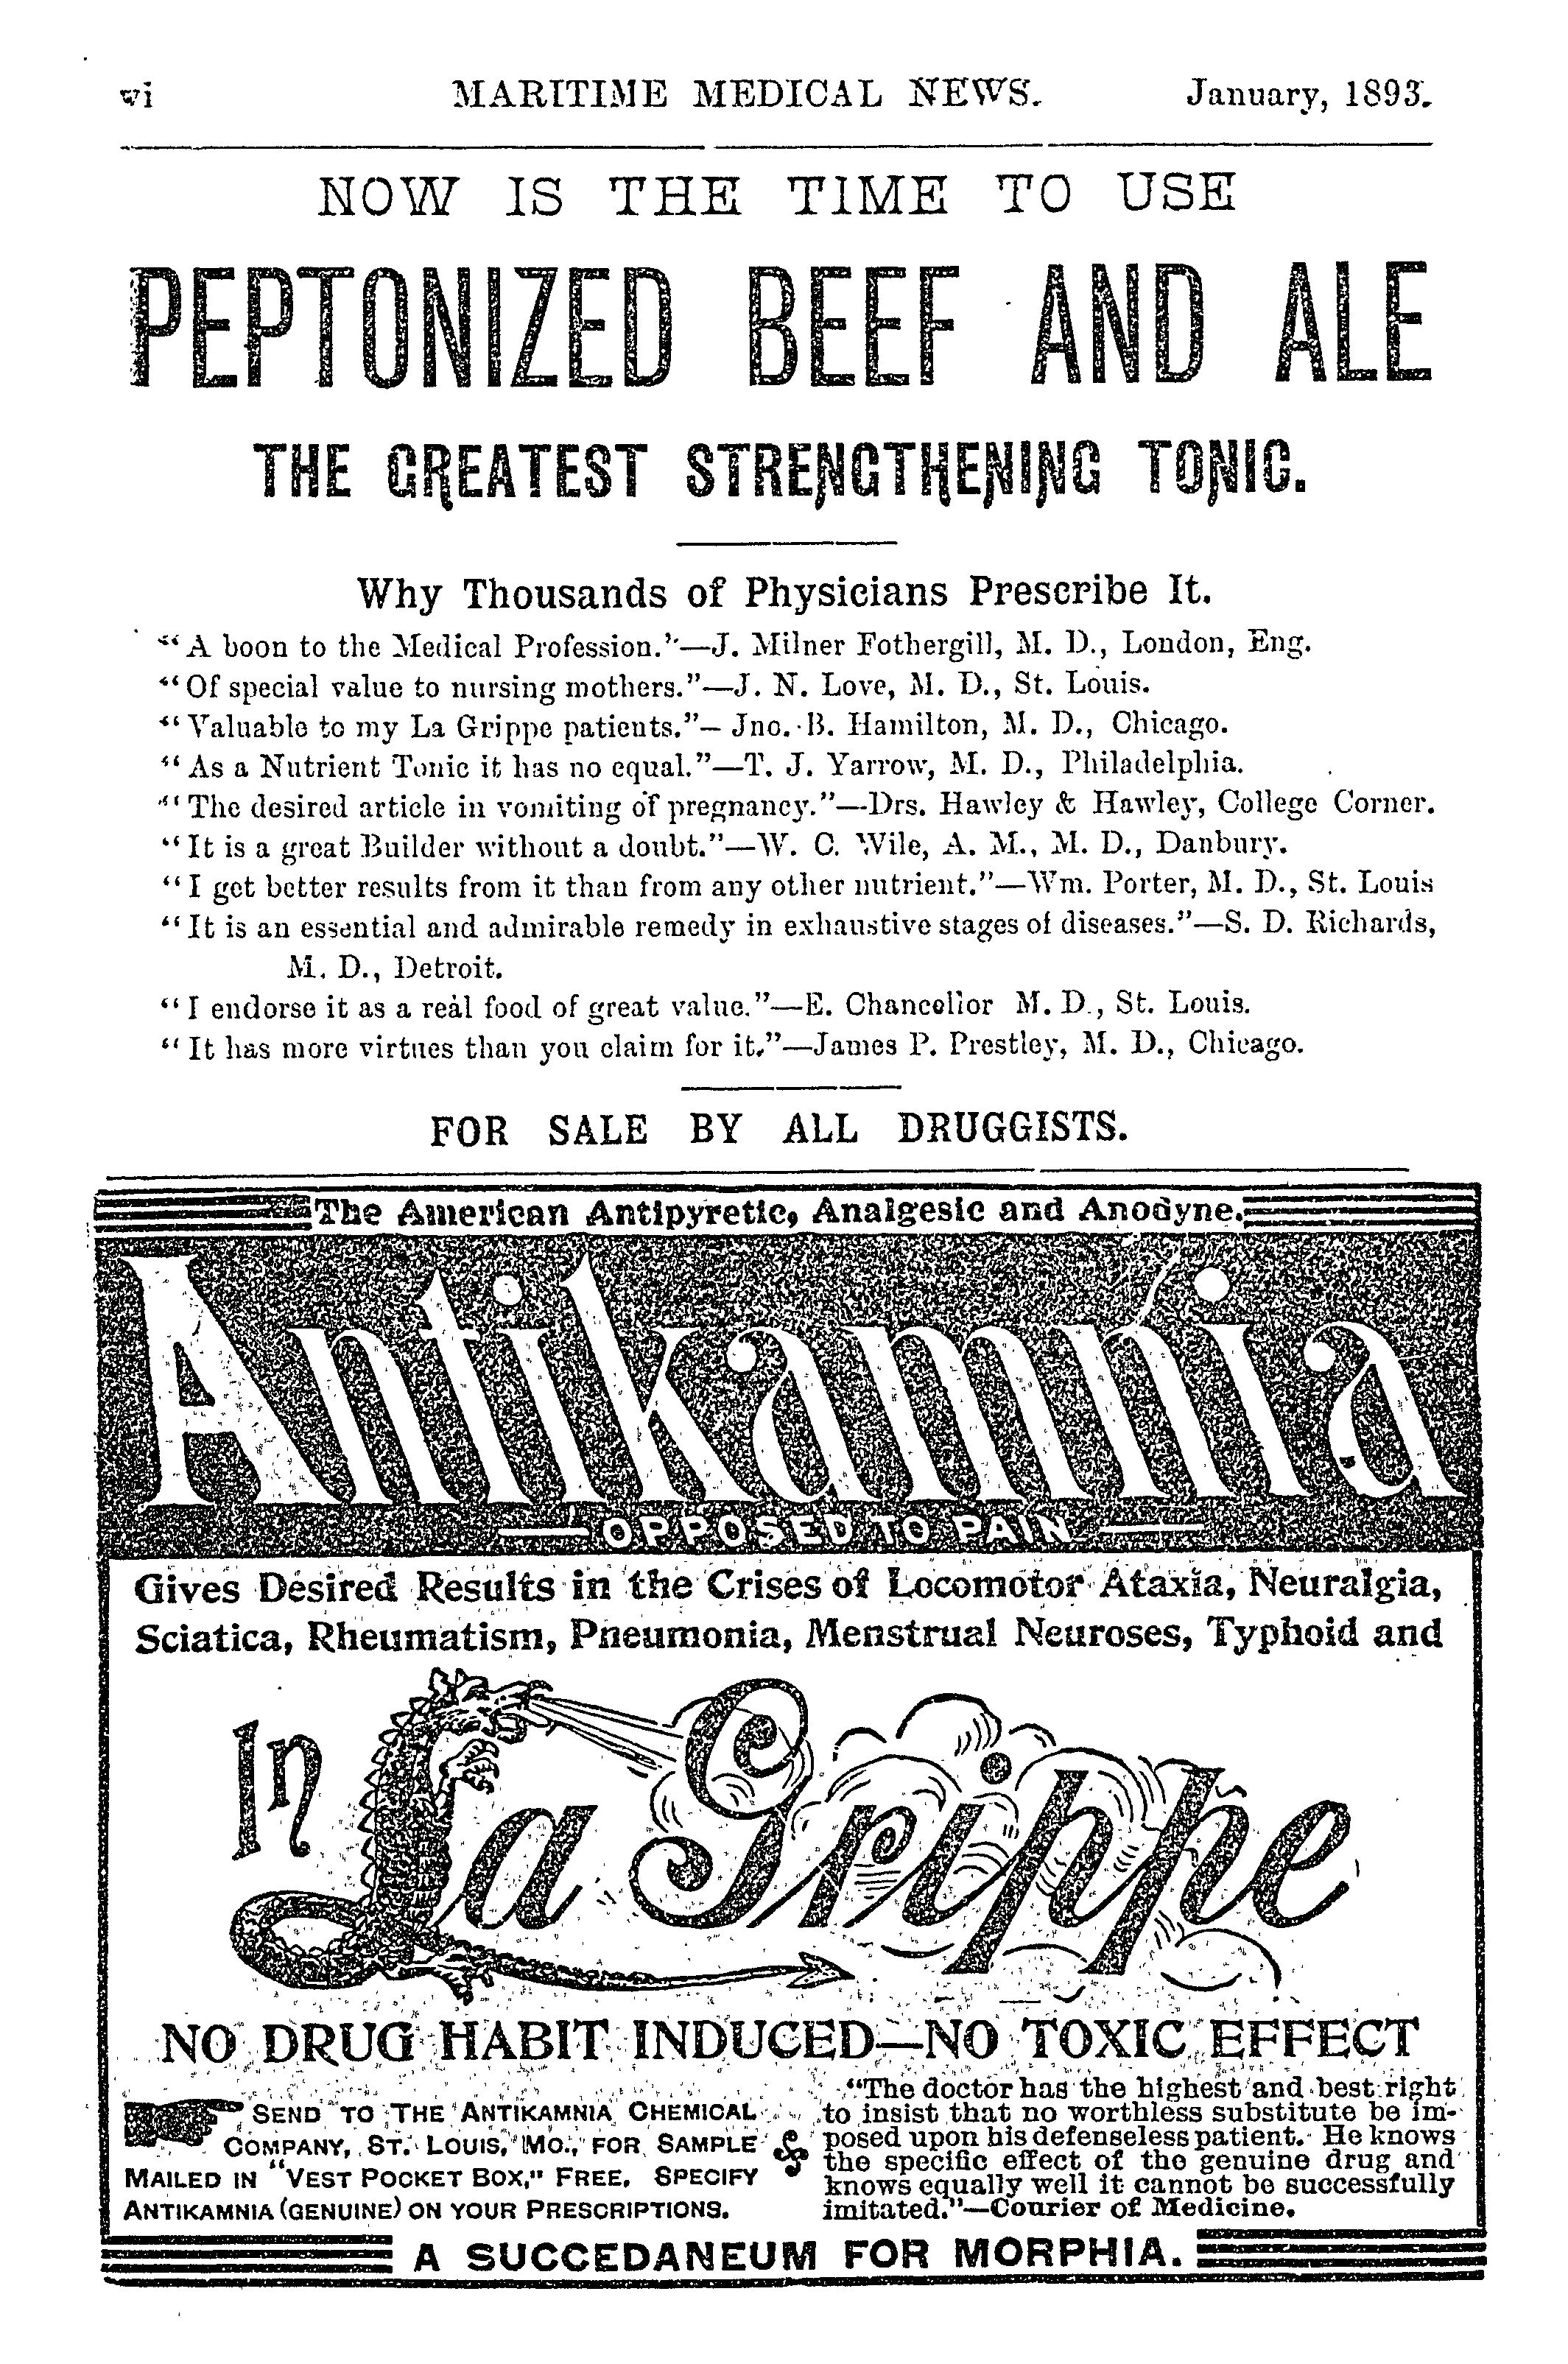 vi MARITIME MEDICAL NEWS. January, 1893.
NOW IS THE TIME TO USE
PEPTONIZED BEEF AND ALE
THE GREATEST STRENGTHENING TONIC.
Why Thousands of Physicians Prescribe It.
"A boon to the Medical Profession."—J. Milner Fothergill, M. D., London, Eng.
"Of special value to nursing mothers."—J. N. Love, M. D., St. Louis.
"Valuable to my La Grippe patients."—Jno. B. Hamilton, M. D., Chicago.
"As a Nutrient Tonic it has no equal."—T. J. Yarrow, M. D., Philadelphia.
"The desired article in vomiting of pregnancy."—Drs. Hawley & Hawley, College Corner.
"It is a great Builder without a doubt."—W. C. Wile, A. M., M. D., Danbury.
"I get better results from it than from any other nutrient."—Wm. Porter, M. D., St. Louis
"It is an essential and admirable remedy in exhaustive stages of diseases."—S. D. Richards,
M. D., Detroit.
"I endorse it as a real food of great value."—E. Chancellor M. D., St. Louis.
"It has more virtues than you claim for it."—James P. Prestley, M. D., Chicago.
FOR SALE BY ALL DRUGGISTS.
The American Antipyretic, Analgesic and Anodyne.
Antikamnia
OPPOSED TO PAIN
Gives Desired Results in the Crises of Locomotor Ataxia, Neuralgia,
Sciatica, Rheumatism, Pneumonia, Menstrual Neuroses, Typhoid and
In La Grippe
NO DRUG HABIT INDUCED—NO TOXIC EFFECT
SEND TO THE ANTIKAMNIA CHEMICAL
COMPANY, ST. LOUIS, MO., FOR SAMPLE
MAILED IN "VEST POCKET BOX," FREE. SPECIFY
ANTIKAMNIA (GENUINE) ON YOUR PRESCRIPTIONS.
"The doctor has the highest and best right
to insist that no worthless substitute be im-
posed upon his defenseless patient. He knows
the specific effect of the genuine drug and
knows equally well it cannot be successfully
imitated."—Courier of Medicine.
A SUCCEDANEUM FOR MORPHIA.